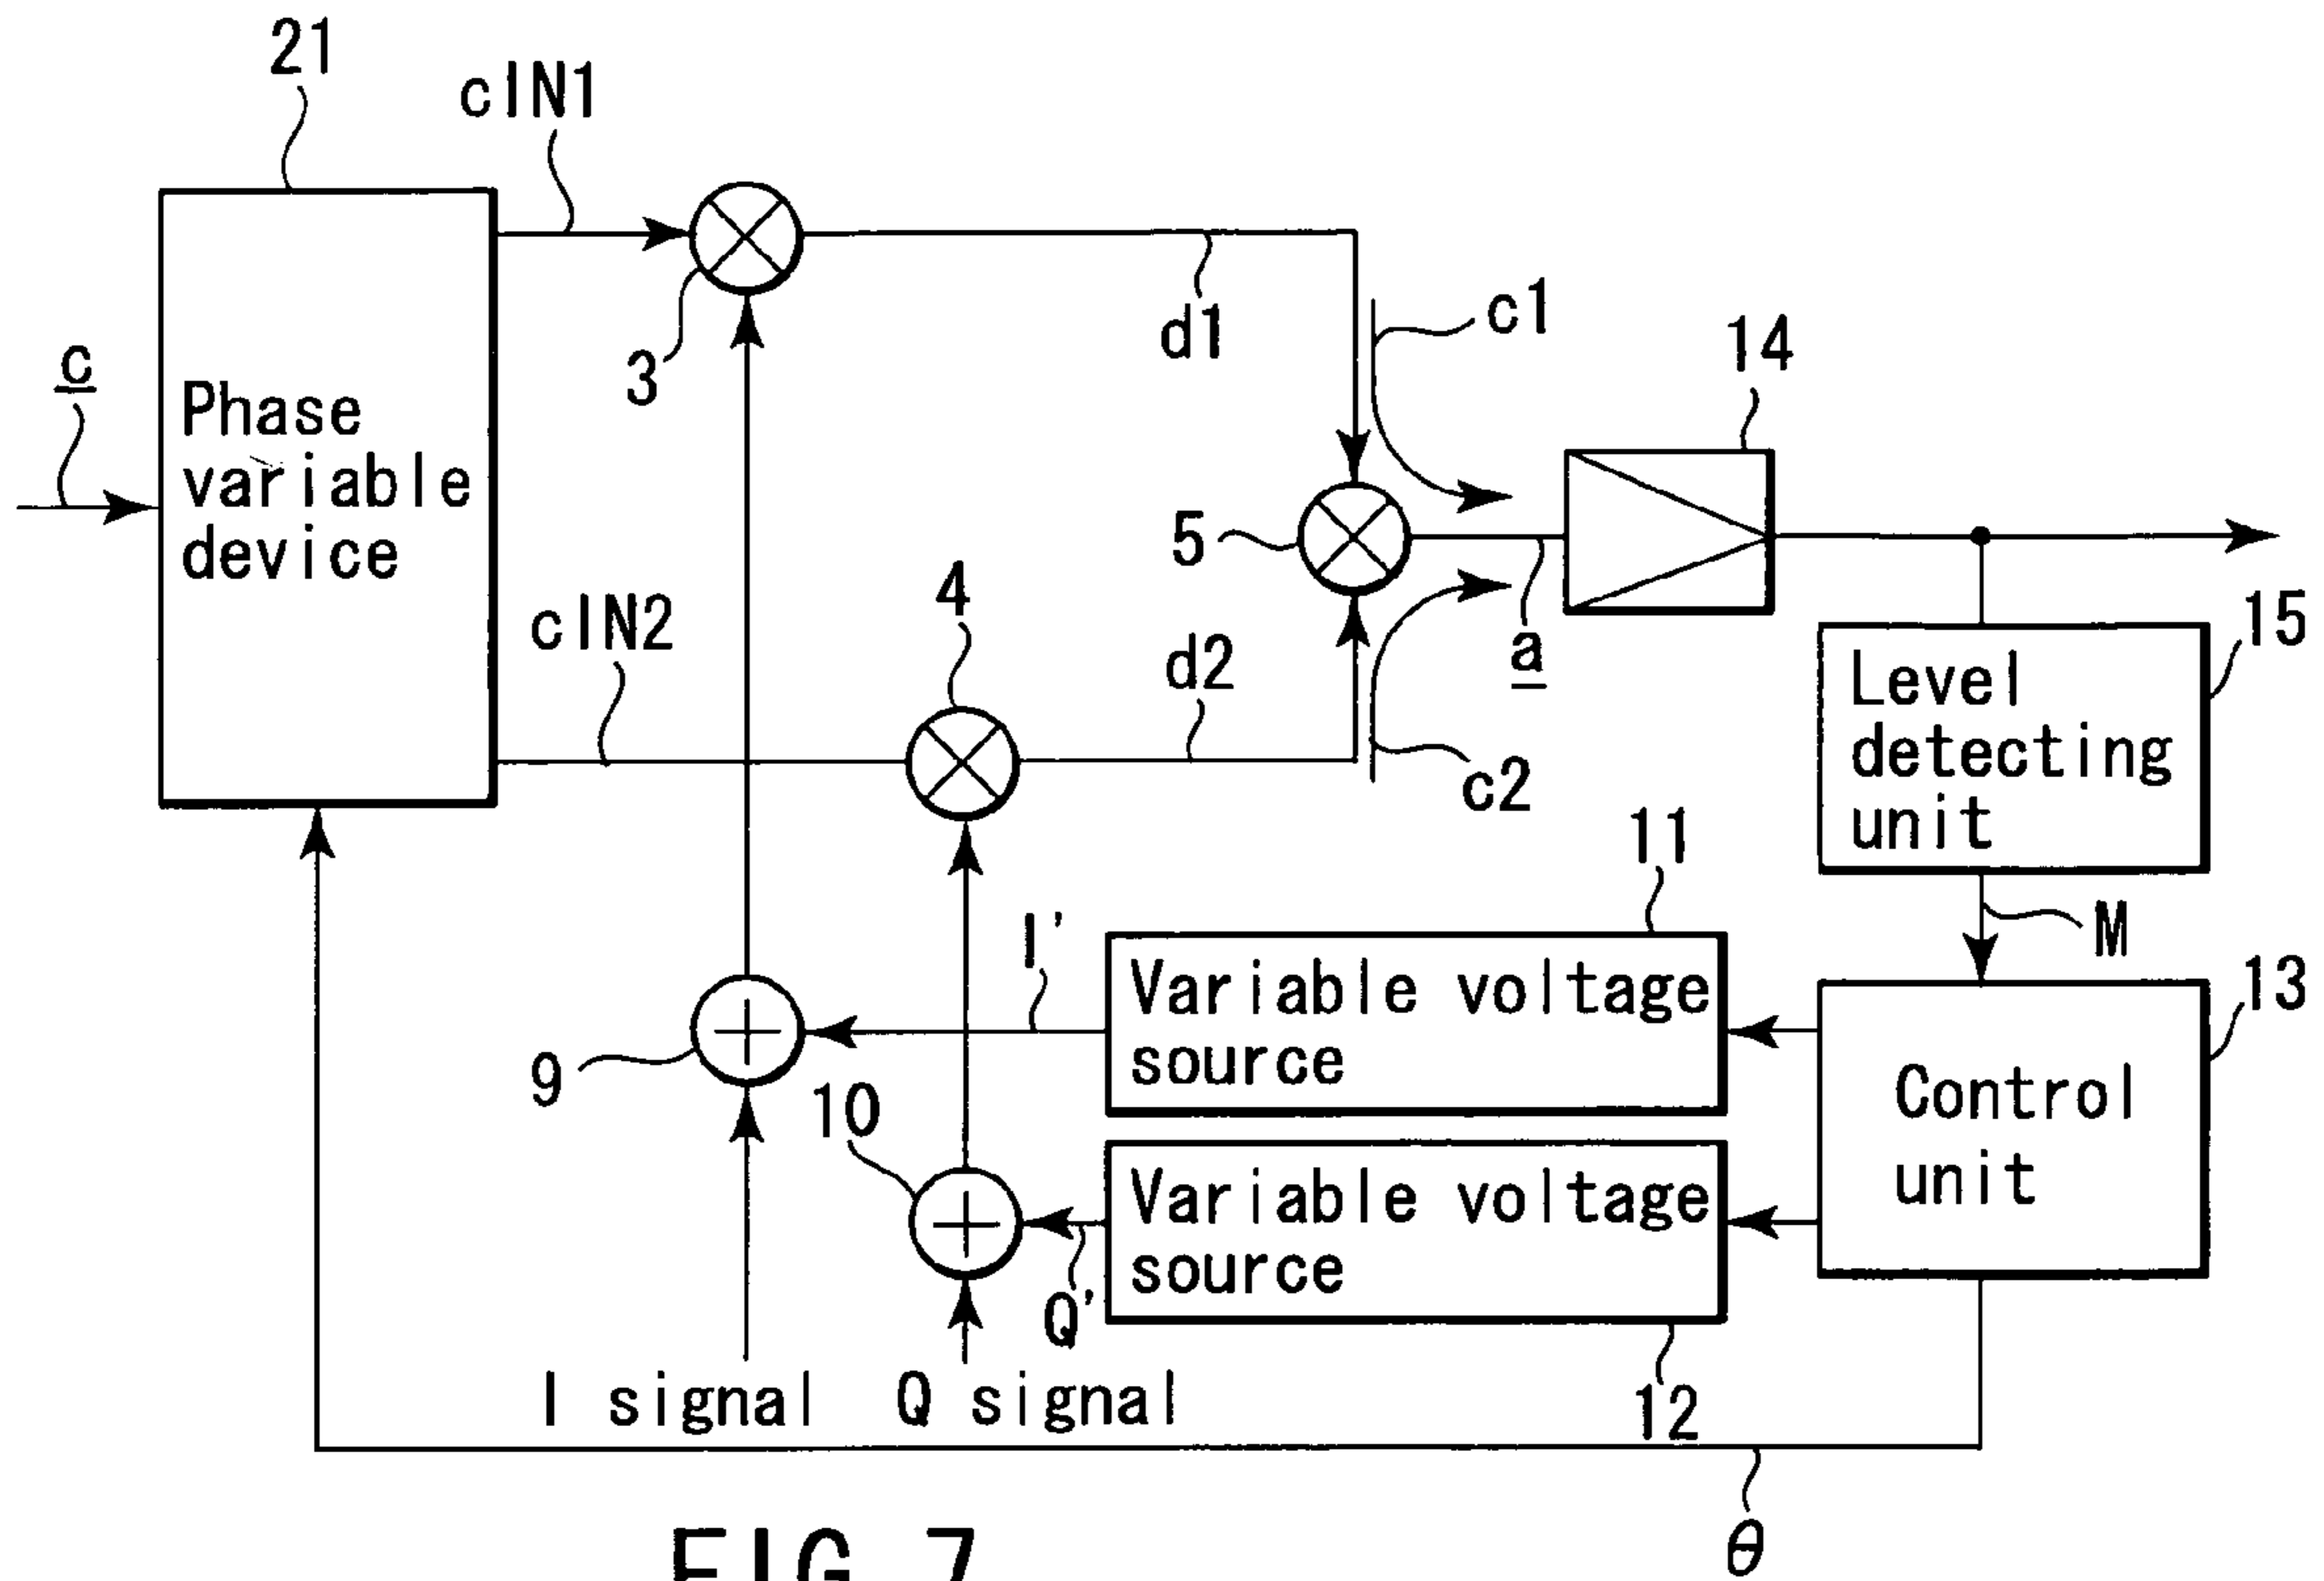 21
cIN1
c
Phase
variable
device
3
d1
c1
14
5
4
cIN2
d2
a
15
Level
detecting
unit
c2
11
M
I'
Variable voltage
source
13
9
10
Control
unit
Variable voltage
source
Q'
I signal
Q signal
12
θ
FIG. 7